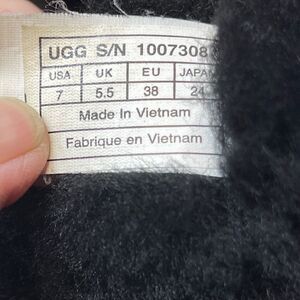 UGG S/N 1007308
USA UK EU JAPAN
7 5.5 38 24
Made In Vietnam
Fabrique en Vietnam